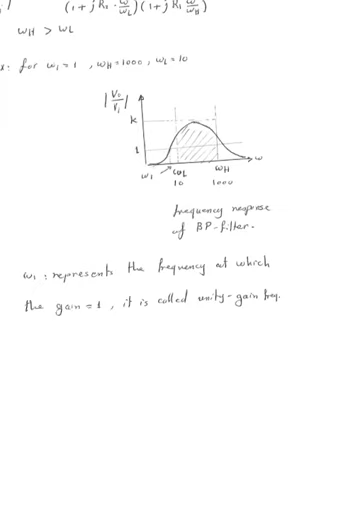 (1 + j R₁ · ω/ωL)(1 + j R₁ ω/ωH)
ωH > ωL
: for ω₁ = 1 , ωH = 1000 , ωL = 10
|Vo/Vi|
k
1
ω
ω₁ ωL ωH
10 1000
frequency response
of BP-filter.
ω₁ : represents the frequency at which
the gain = 1 , it is called unity-gain freq.